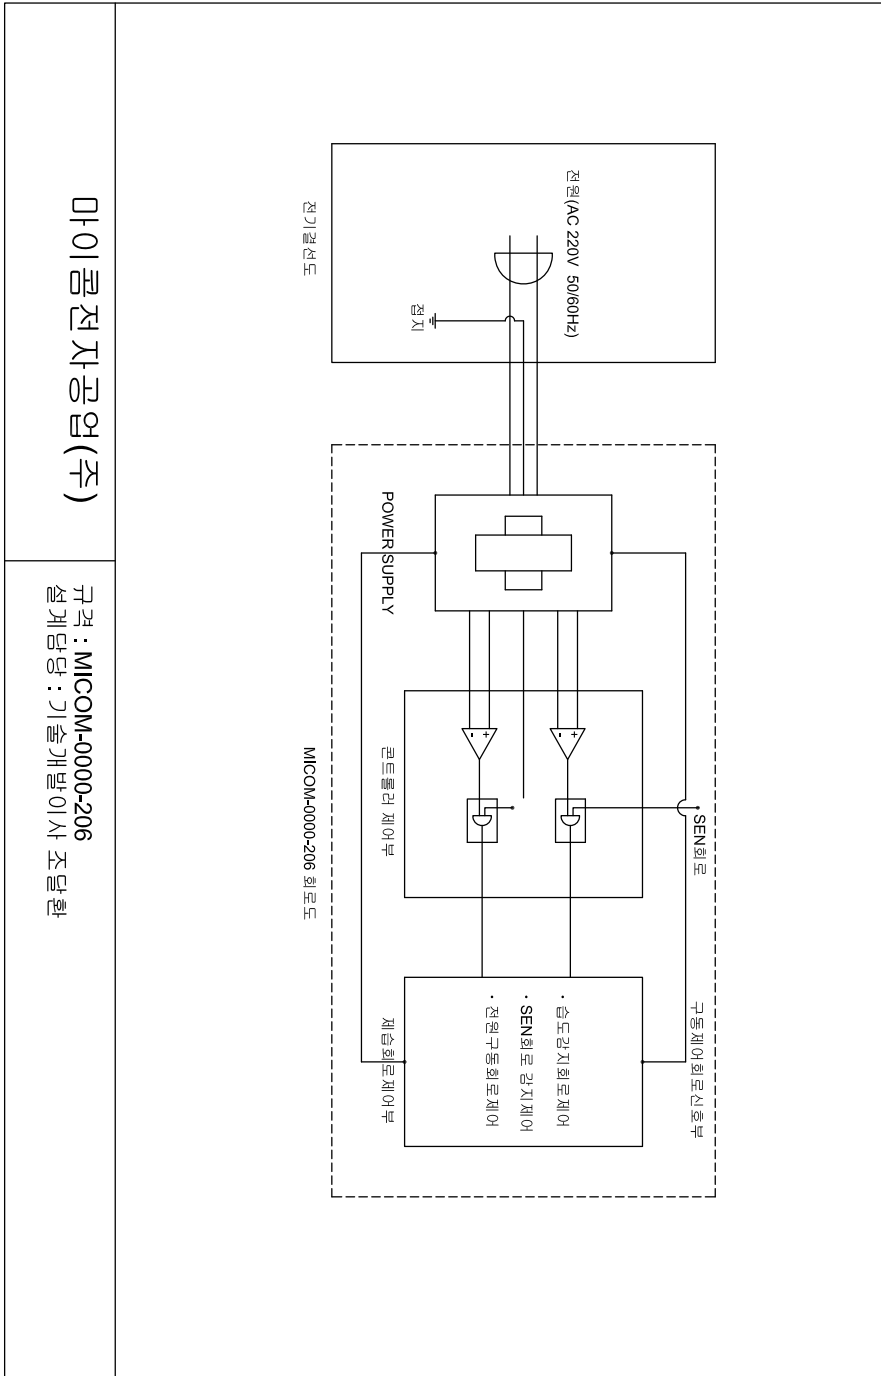 전원(AC 220V 50/60Hz)
접지
전기결선도
POWER SUPPLY
+
-
+
-
SEN회로
콘트롤러 제어부
구동제어회로신호부
· 습도감지회로제어
· SEN회로 감지제어
· 전원구동회로제어
제습회로제어부
MICOM-0000-206 회로도
마이콤전자공업(주)
규격 : MICOM-0000-206
설계담당 : 기술개발이사 조달환